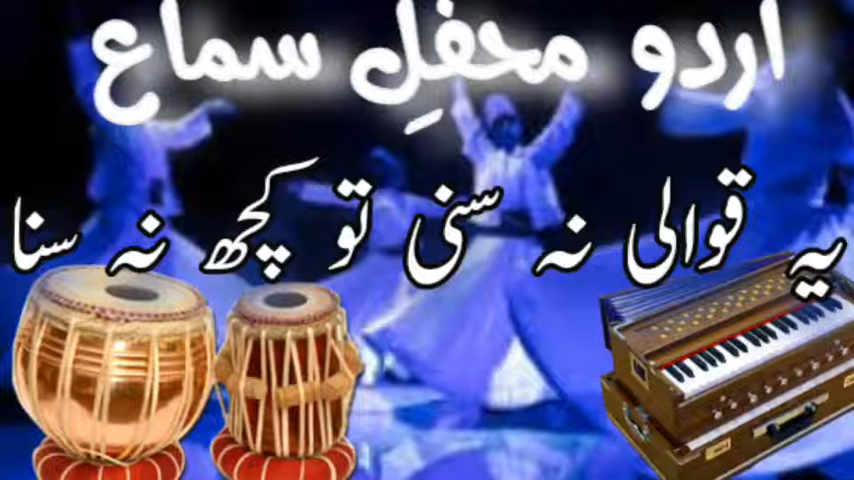 اردو محفلِ سماع
یہ قوالی نہ سنی تو کچھ نہ سنا